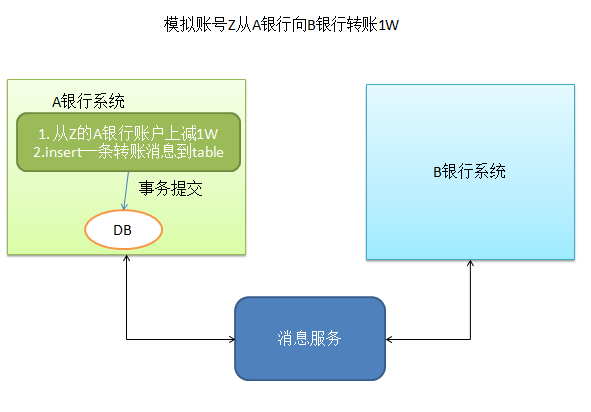 模拟账号Z从A银行向B银行转账1W
A银行系统
1. 从Z的A银行账户上减1W
2.insert一条转账消息到table
事务提交
DB
B银行系统
消息服务